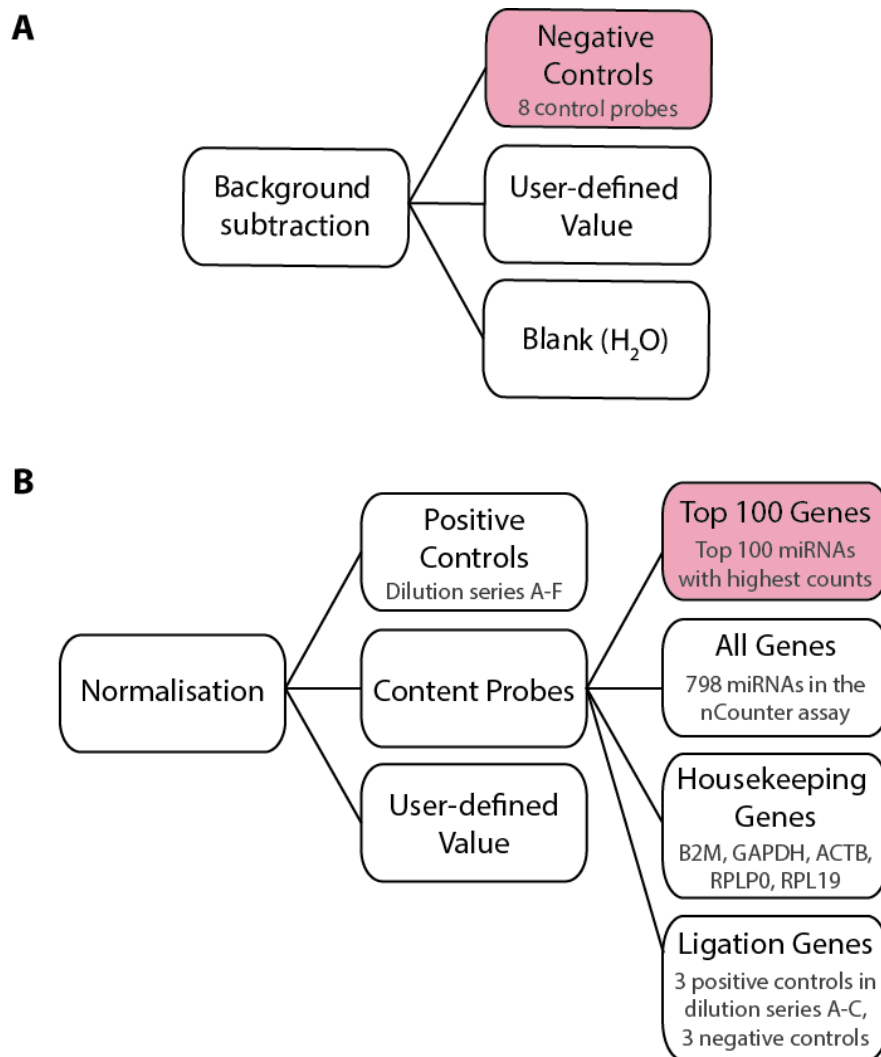 A
Negative
Controls
8 control probes
Background
subtraction
User-defined
Value
Blank (H₂O)
B
Positive
Controls
Dilution series A-F
Top 100 Genes
Top 100 miRNAs
with highest counts
Normalisation
Content Probes
All Genes
798 miRNAs in the
nCounter assay
User-defined
Value
Housekeeping
Genes
B2M, GAPDH, ACTB,
RPLP0, RPL19
Ligation Genes
3 positive controls in
dilution series A-C,
3 negative controls